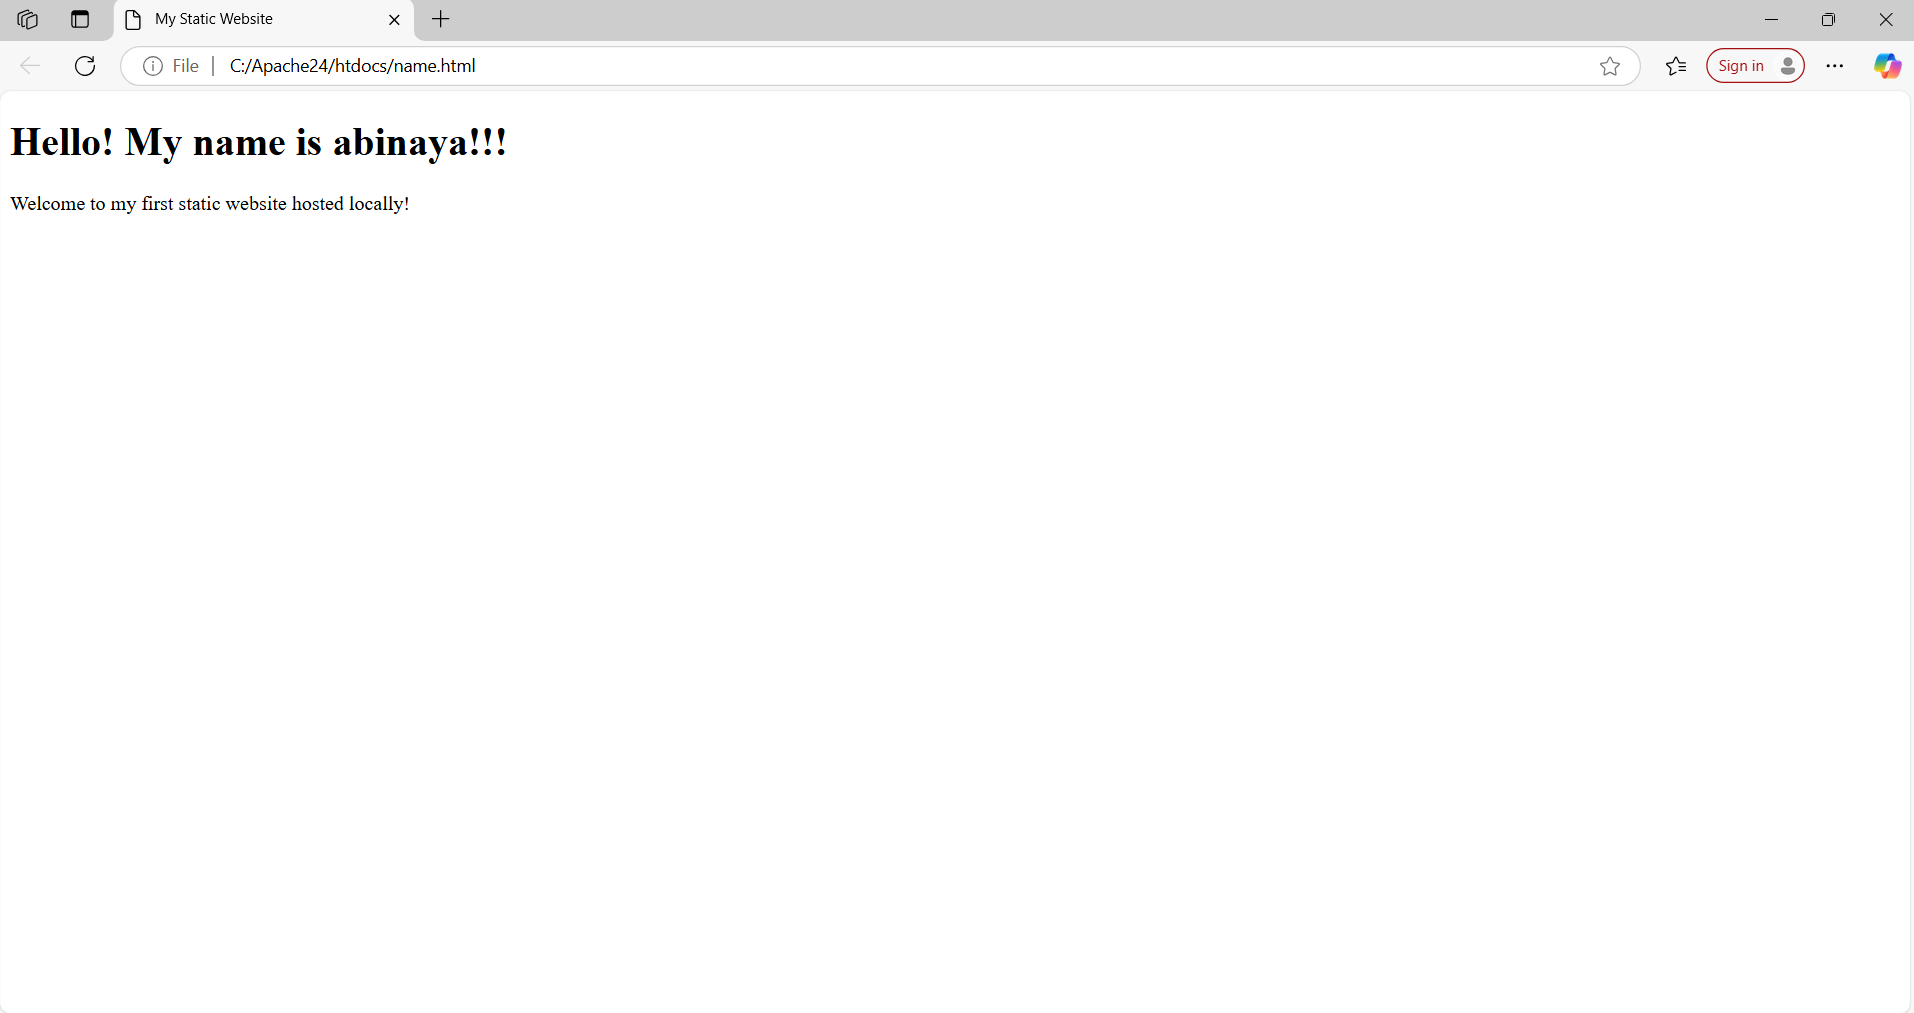 My Static Website
File
C:/Apache24/htdocs/name.html
Sign in
Hello! My name is abinaya!!!
Welcome to my first static website hosted locally!